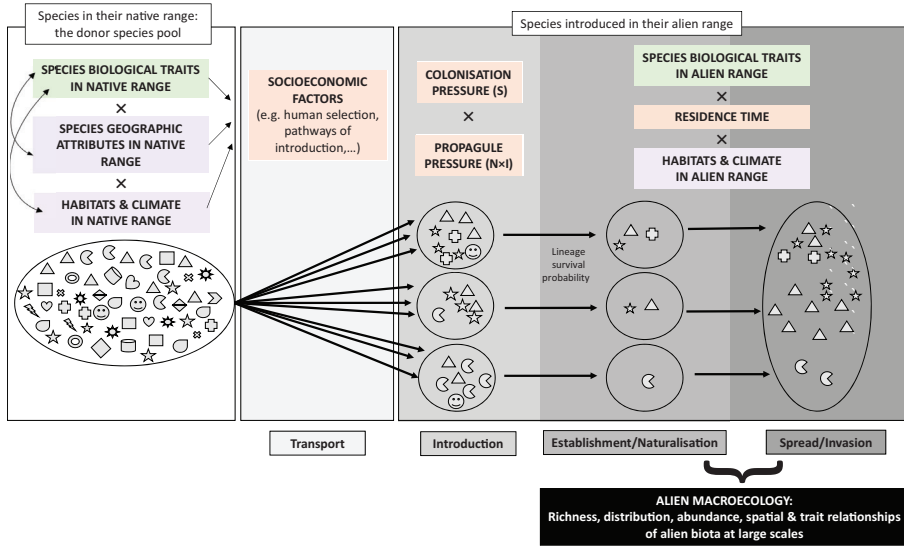 Species in their native range:
the donor species pool
Species introduced in their alien range
SPECIES BIOLOGICAL TRAITS
IN NATIVE RANGE
×
SPECIES GEOGRAPHIC
ATTRIBUTES IN NATIVE
RANGE
×
HABITATS & CLIMATE
IN NATIVE RANGE
SOCIOECONOMIC
FACTORS
(e.g. human selection,
pathways of
introduction,...)
COLONISATION
PRESSURE (S)
×
PROPAGULE
PRESSURE (N×I)
SPECIES BIOLOGICAL TRAITS
IN ALIEN RANGE
×
RESIDENCE TIME
×
HABITATS & CLIMATE
IN ALIEN RANGE
Lineage
survival
probability
Transport
Introduction
Establishment/Naturalisation
Spread/Invasion
ALIEN MACROECOLOGY:
Richness, distribution, abundance, spatial & trait relationships
of alien biota at large scales